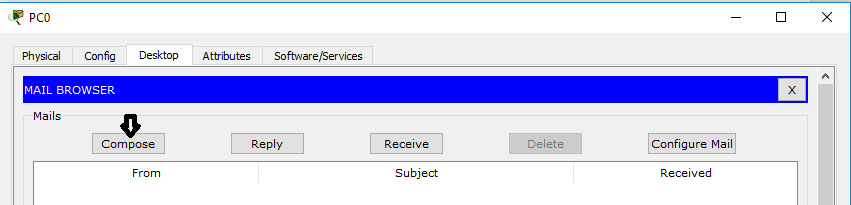 PC0
Physical Config Desktop Attributes Software/Services
MAIL BROWSER X
Mails
Compose Reply Receive Delete Configure Mail
From Subject Received